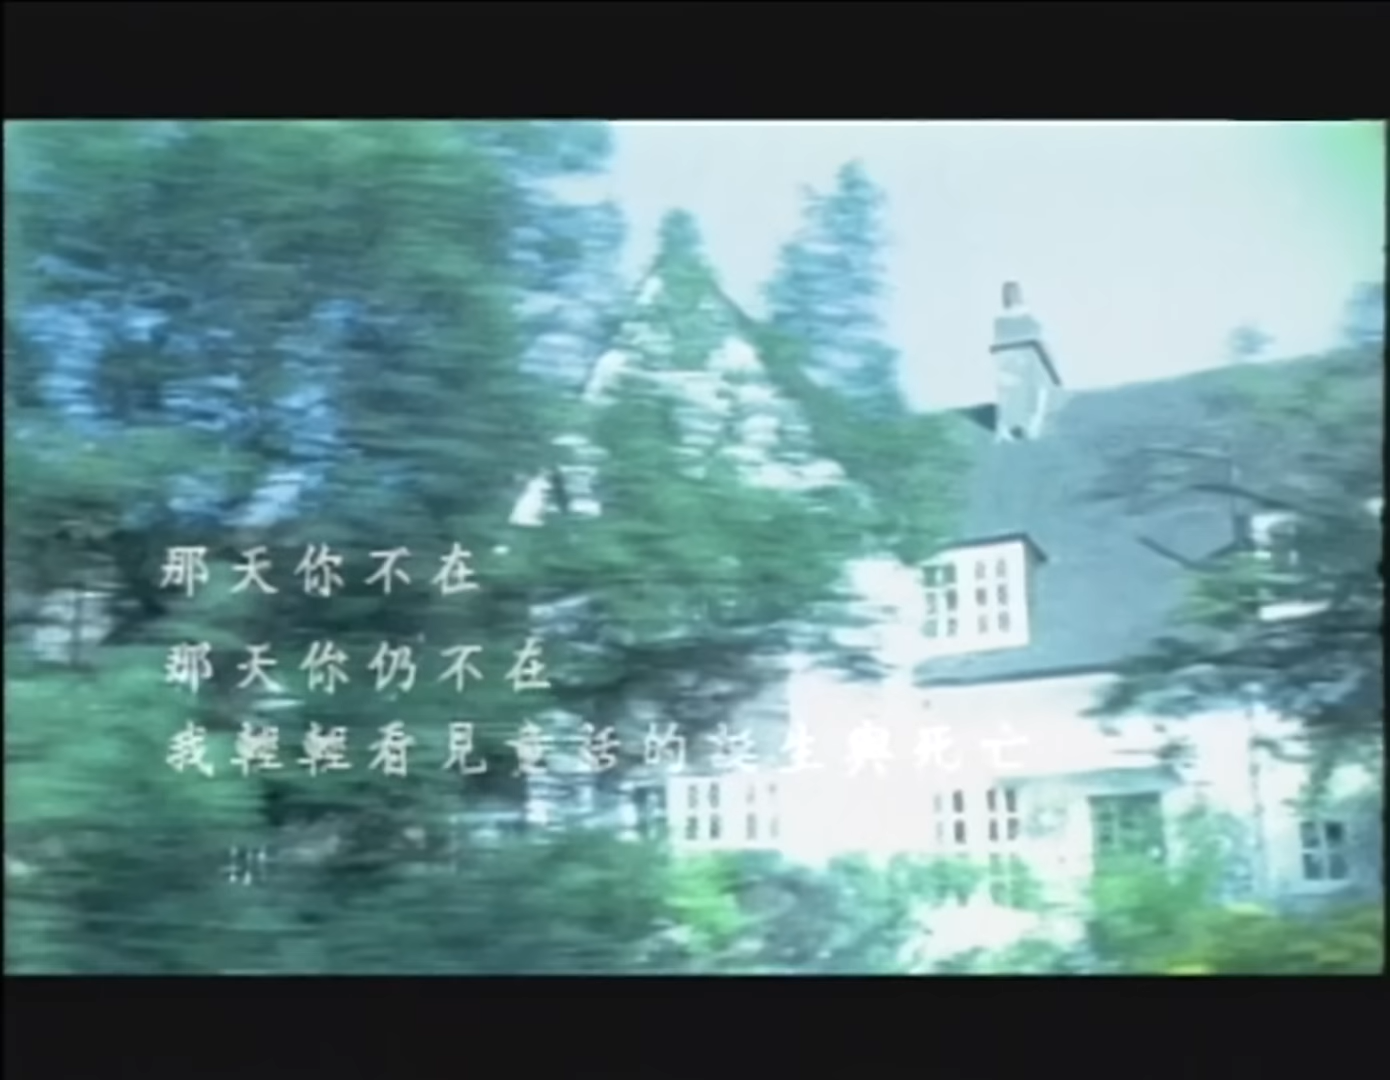 那天你不在
那天你仍不在
我輕輕看見童話的誕生與死亡